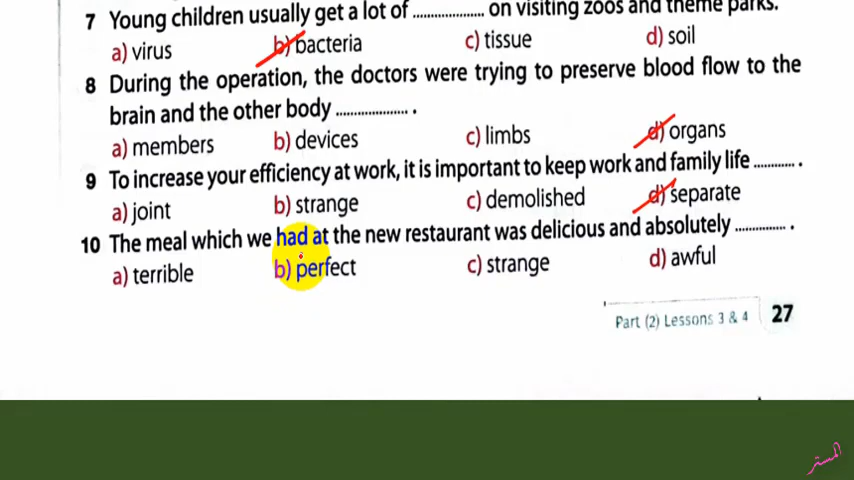 7 Young children usually get a lot of .................... on visiting zoos and theme parks.
a) virus b) bacteria c) tissue d) soil
8 During the operation, the doctors were trying to preserve blood flow to the
brain and the other body .................... .
a) members b) devices c) limbs d) organs
9 To increase your efficiency at work, it is important to keep work and family life ........... .
a) joint b) strange c) demolished d) separate
10 The meal which we had at the new restaurant was delicious and absolutely .............. .
a) terrible b) perfect c) strange d) awful
Part (2) Lessons 3 & 4 27
المستر